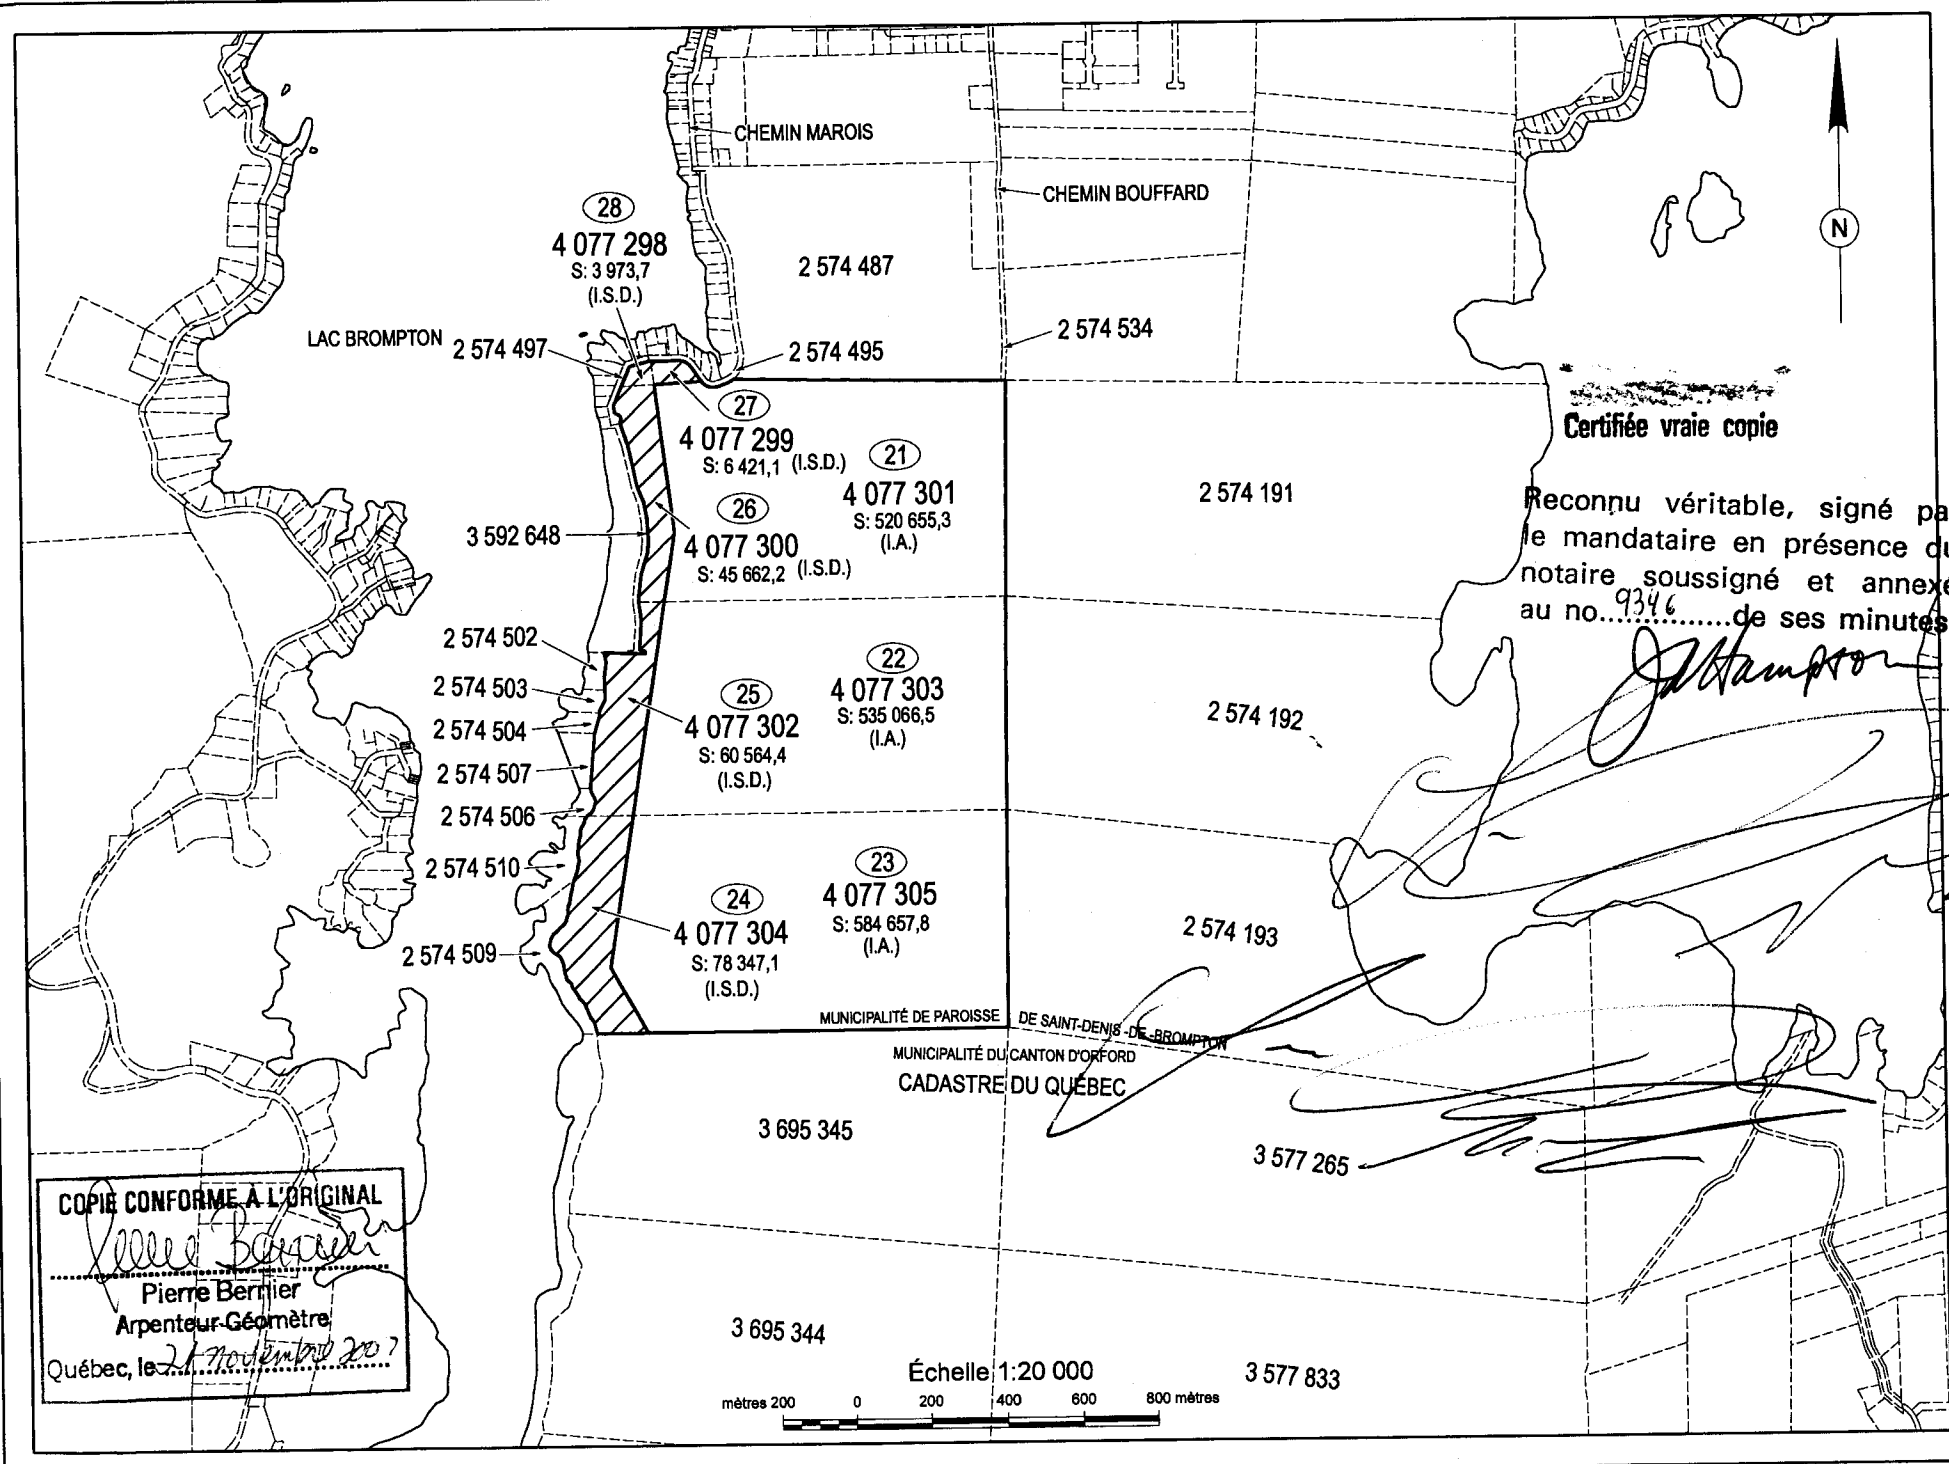 CHEMIN MAROIS
CHEMIN BOUFFARD
N
28
4 077 298
S: 3 973,7
(I.S.D.)
2 574 487
LAC BROMPTON
2 574 497
2 574 495
2 574 534
27
4 077 299
S: 6 421,1 (I.S.D.)
21
4 077 301
S: 520 655,3
(I.A.)
2 574 191
Certifiée vraie copie
Reconnu véritable, signé pa
le mandataire en présence du
notaire soussigné et annexé
au no. 9346 de ses minutes
J Hampson
26
4 077 300
S: 45 662,2 (I.S.D.)
3 592 648
2 574 502
2 574 503
2 574 504
2 574 507
2 574 506
2 574 510
2 574 509
25
4 077 302
S: 60 564,4
(I.S.D.)
22
4 077 303
S: 535 066,5
(I.A.)
2 574 192
24
4 077 304
S: 78 347,1
(I.S.D.)
23
4 077 305
S: 584 657,8
(I.A.)
2 574 193
MUNICIPALITÉ DE PAROISSE DE SAINT-DENIS-DE-BROMPTON
MUNICIPALITÉ DU CANTON D'ORFORD
CADASTRE DU QUÉBEC
3 695 345
3 577 265
COPIE CONFORME À L'ORIGINAL
Pierre Bernier
Pierre Bernier
Arpenteur-Géomètre
Québec, le 21 novembre 2007
3 695 344
3 577 833
Échelle 1:20 000
mètres 200 0 200 400 600 800 mètres